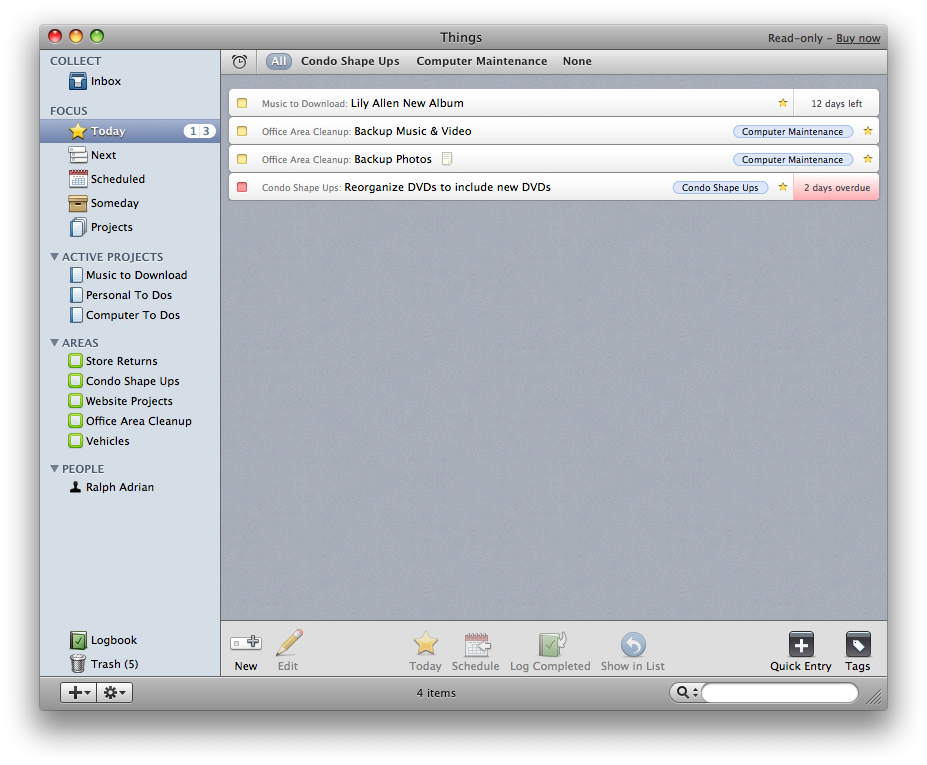 Things
Read-only – Buy now
COLLECT
Inbox
FOCUS
Today 1 3
Next
Scheduled
Someday
Projects
ACTIVE PROJECTS
Music to Download
Personal To Dos
Computer To Dos
AREAS
Store Returns
Condo Shape Ups
Website Projects
Office Area Cleanup
Vehicles
PEOPLE
Ralph Adrian
Logbook
Trash (5)
All Condo Shape Ups Computer Maintenance None
Music to Download: Lily Allen New Album 12 days left
Office Area Cleanup: Backup Music & Video Computer Maintenance
Office Area Cleanup: Backup Photos Computer Maintenance
Condo Shape Ups: Reorganize DVDs to include new DVDs Condo Shape Ups 2 days overdue
New Edit Today Schedule Log Completed Show in List Quick Entry Tags
4 items